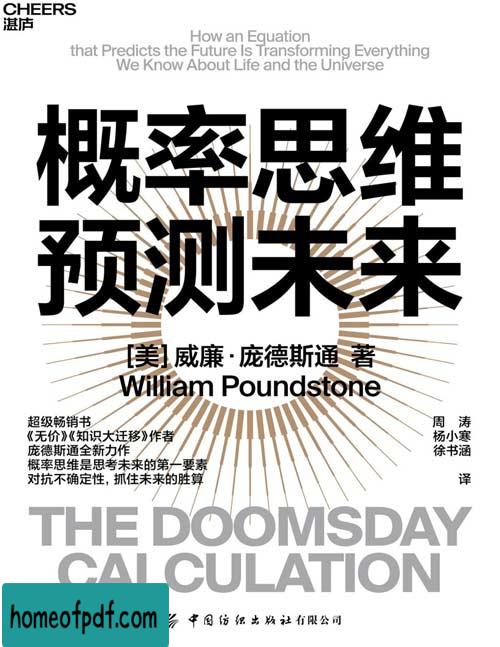 CHEERS
湛庐
How an Equation
that Predicts the Future Is Transforming Everything
We Know About Life and the Universe
概率思维
预测未来
[美] 威廉·庞德斯通 著
William Poundstone
超级畅销书
《无价》《知识大迁移》作者
庞德斯通全新力作
概率思维是思考未来的第一要素
对抗不确定性，抓住未来的胜算
周 涛
杨小寒
徐书涵
译
THE DOOMSDAY
CALCULATION
homeofpdf.com
中国纺织出版社有限公司